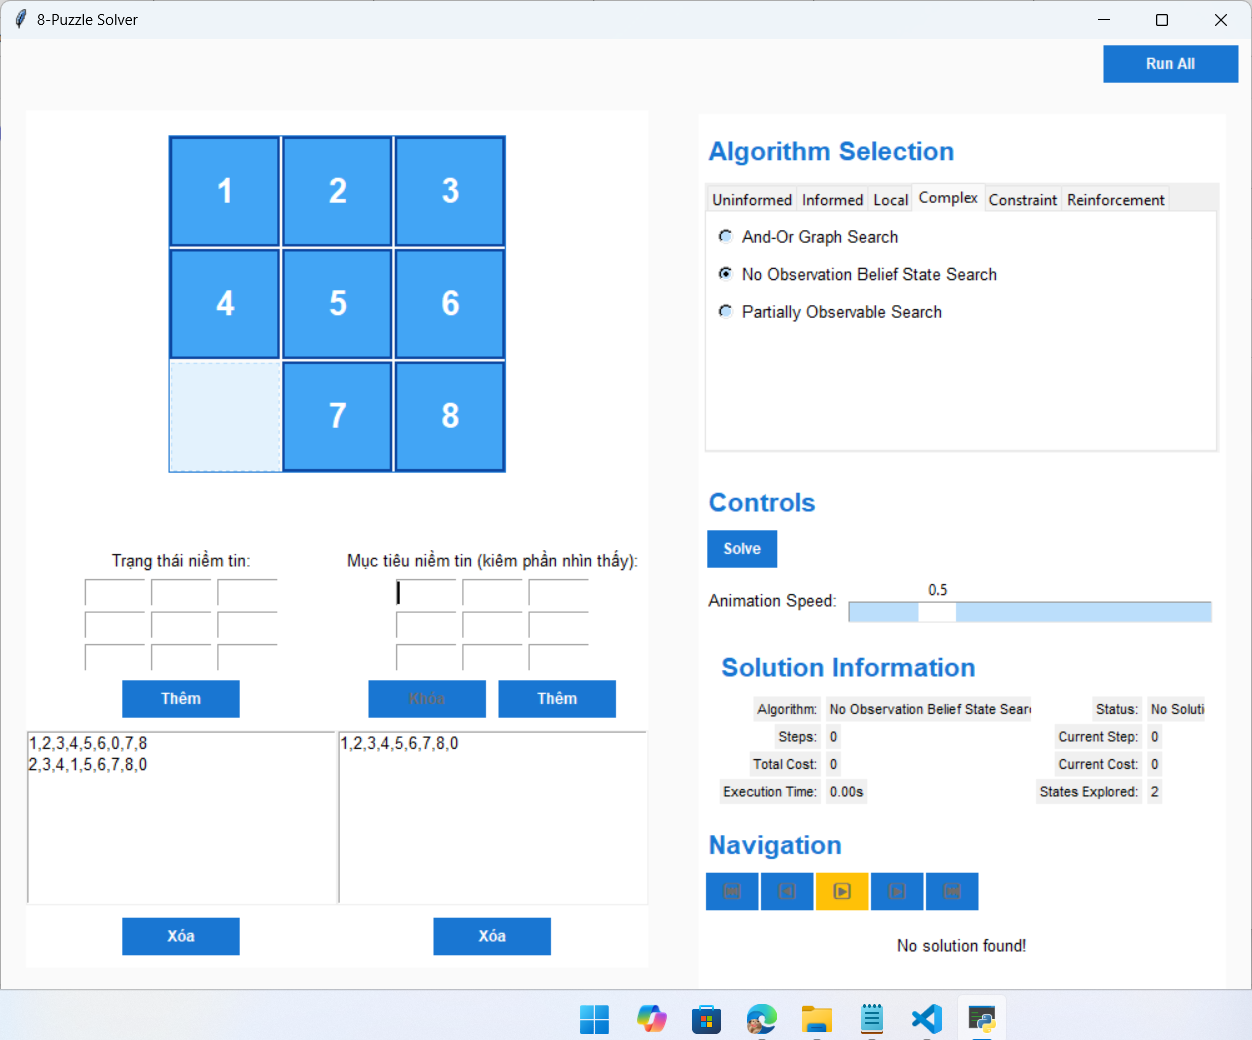 8-Puzzle Solver
Run All
1 2 3
4 5 6
7 8
Trạng thái niềm tin:
Mục tiêu niềm tin (kiêm phần nhìn thấy):
Thêm
Khóa
Thêm
1,2,3,4,5,6,0,7,8
2,3,4,1,5,6,7,8,0
1,2,3,4,5,6,7,8,0
Xóa
Xóa
Algorithm Selection
Uninformed Informed Local Complex Constraint Reinforcement
And-Or Graph Search
No Observation Belief State Search
Partially Observable Search
Controls
Solve
Animation Speed: 0.5
Solution Information
Algorithm: No Observation Belief State Sear Status: No Soluti
Steps: 0 Current Step: 0
Total Cost: 0 Current Cost: 0
Execution Time: 0.00s States Explored: 2
Navigation
No solution found!